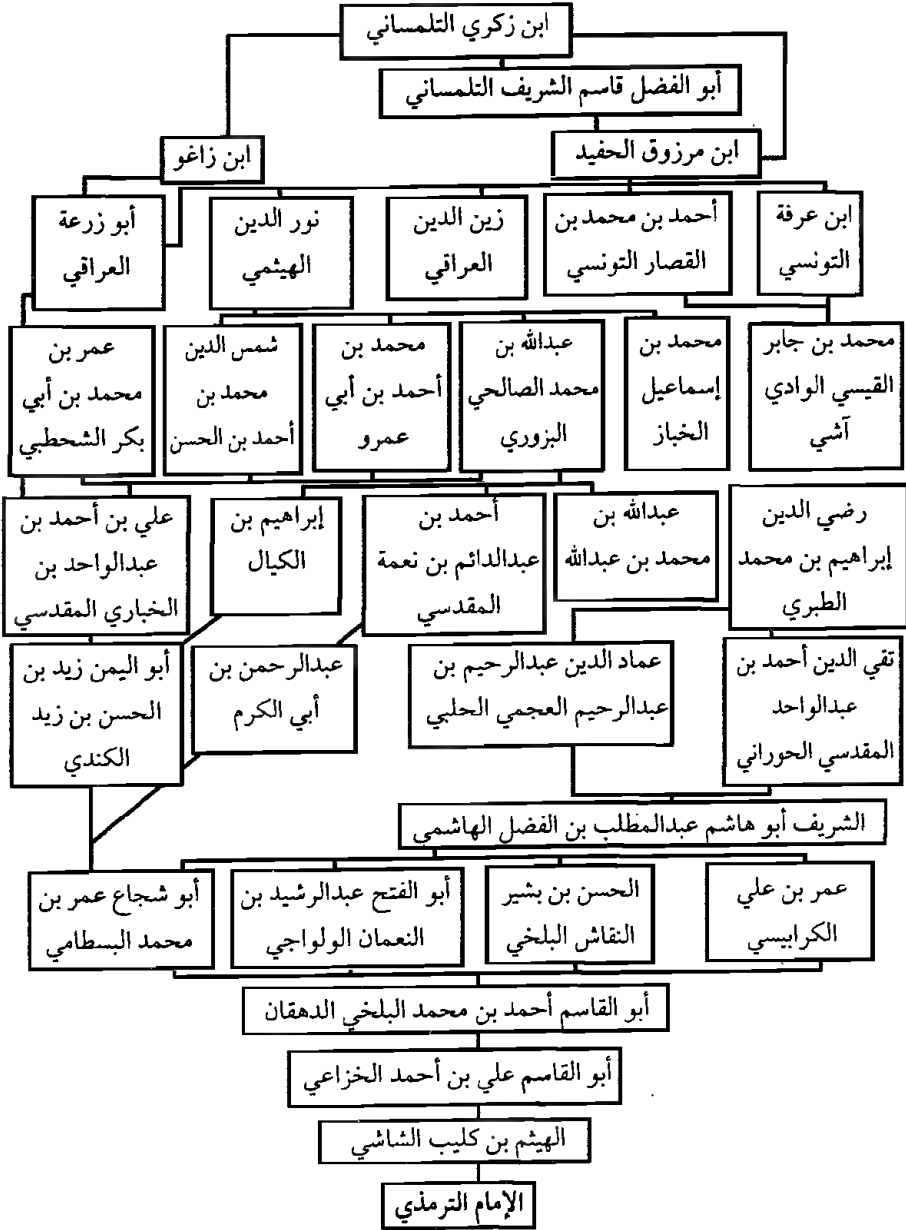 ابن زكري التلمساني
أبو الفضل قاسم الشريف التلمساني
ابن مرزوق الحفيد
ابن زاغو
ابن عرفة
التونسي
أحمد بن محمد بن
القصار التونسي
زين الدين
العراقي
نور الدين
الهيثمي
أبو زرعة
العراقي
محمد بن جابر
القيسي الوادي
آشي
محمد بن
إسماعيل
الخباز
عبدالله بن
محمد الصالحي
البزوري
محمد بن
أحمد بن أبي
عمرو
شمس الدين
محمد بن
أحمد بن الحسن
عمر بن
محمد بن أبي
بكر الشحطبي
رضي الدين
إبراهيم بن محمد
الطبري
عبدالله بن
محمد بن عبدالله
أحمد بن
عبدالدائم بن نعمة
المقدسي
إبراهيم بن
الكيال
علي بن أحمد بن
عبدالواحد بن
الخباري المقدسي
تقي الدين أحمد بن
عبدالواحد
المقدسي الحوراني
عماد الدين عبدالرحيم بن
عبدالرحيم العجمي الحلبي
عبدالرحمن بن
أبي الكرم
أبو اليمن زيد بن
الحسن بن زيد
الكندي
الشريف أبو هاشم عبدالمطلب بن الفضل الهاشمي
عمر بن علي
الكرابيسي
الحسن بن بشير
النقاش البلخي
أبو الفتح عبدالرشيد بن
النعمان الولواجي
أبو شجاع عمر بن
محمد البسطامي
أبو القاسم أحمد بن محمد البلخي الدهقان
أبو القاسم علي بن أحمد الخزاعي
الهيثم بن كليب الشاشي
الإمام الترمذي